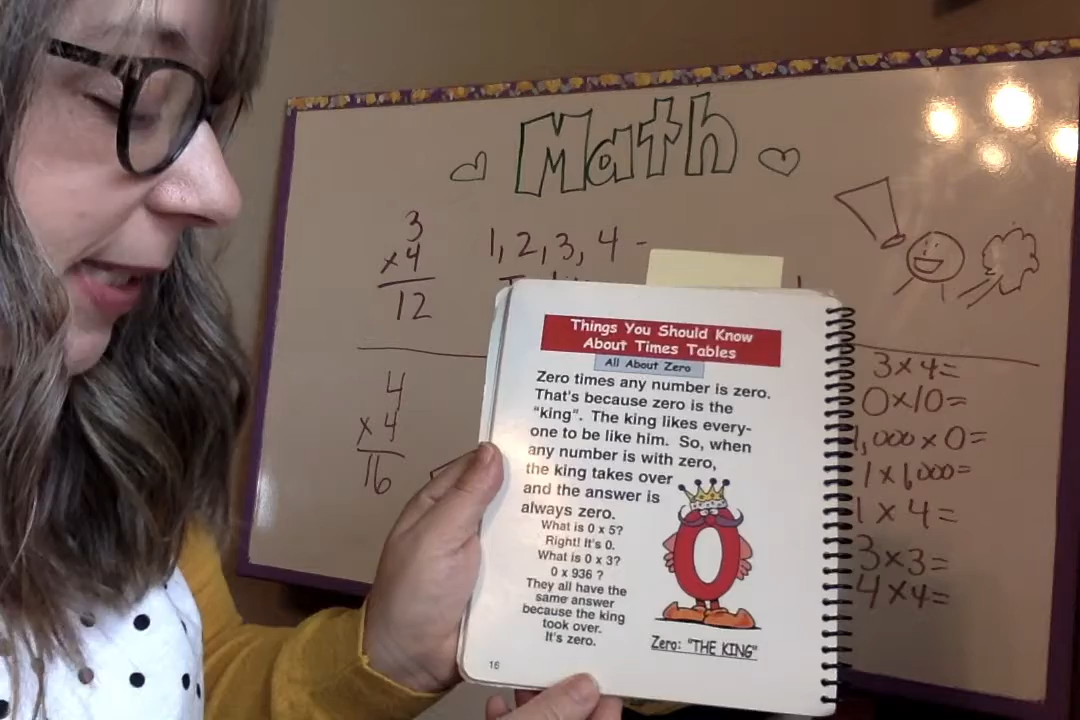 Math
3
x4
12
1, 2, 3, 4 -
4
x4
16
Things You Should Know
About Times Tables
All About Zero
Zero times any number is zero.
That's because zero is the
"king". The king likes every-
one to be like him. So, when
any number is with zero,
the king takes over
and the answer is
always zero.
What is 0 x 5?
Right! It's 0.
What is 0 x 3?
0 x 936 ?
They all have the
same answer
because the king
took over.
It's zero.
0
Zero: "THE KING"
16
3x4=
0x10=
1,000x0=
1x1,000=
1x4=
3x3=
4x4=